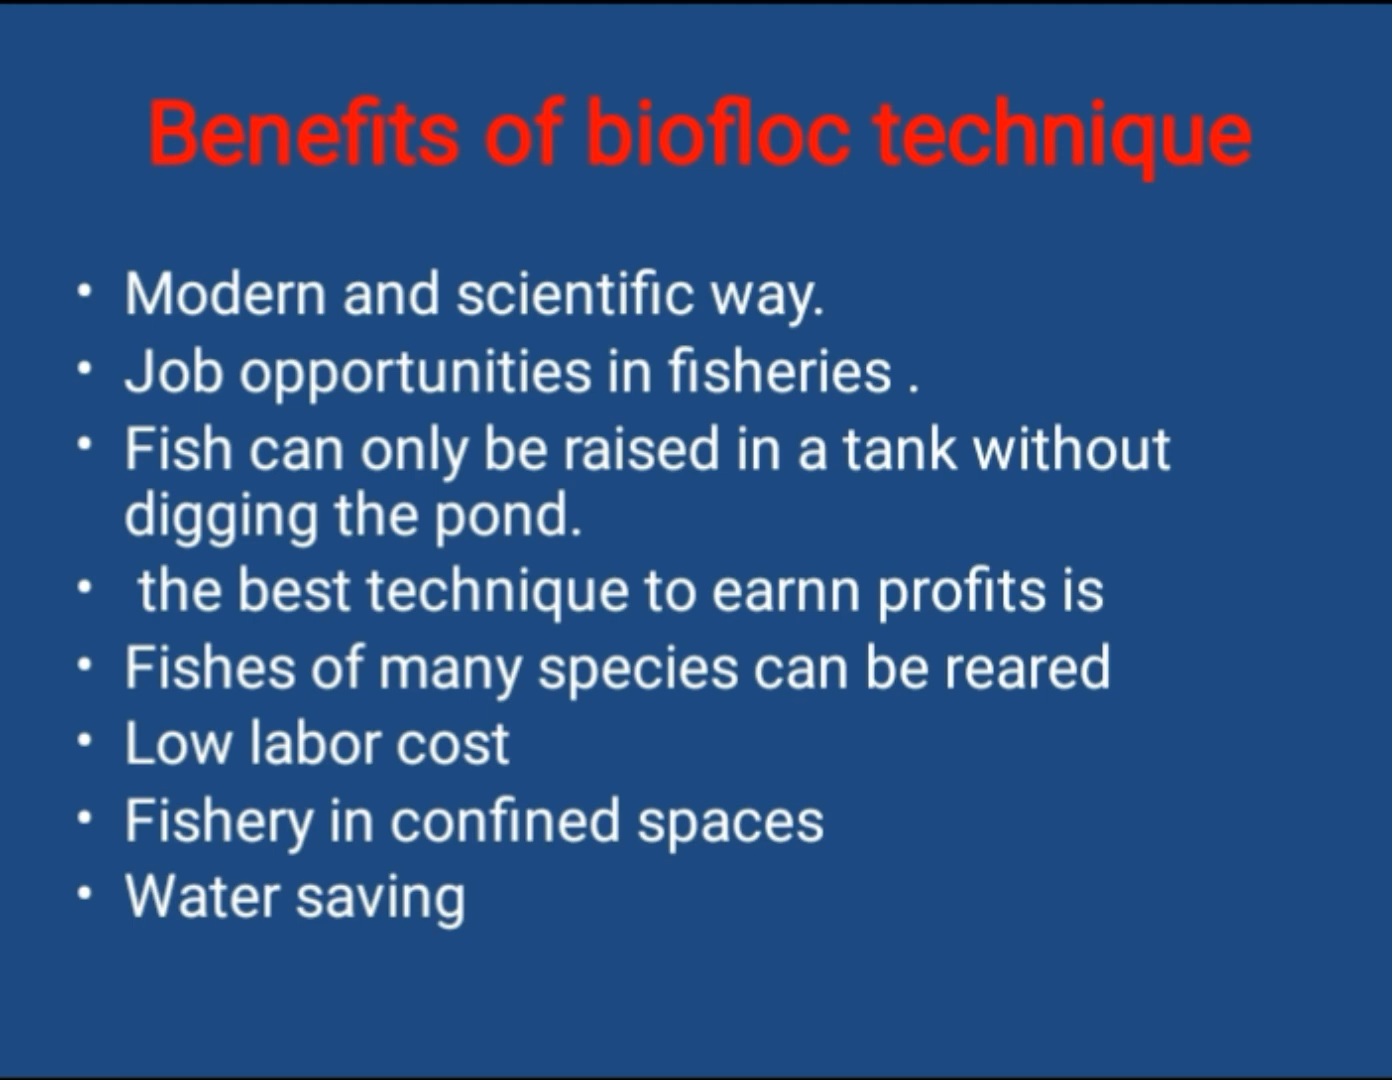 Benefits of biofloc technique
• Modern and scientific way.
• Job opportunities in fisheries .
• Fish can only be raised in a tank without
digging the pond.
• the best technique to earnn profits is
• Fishes of many species can be reared
• Low labor cost
• Fishery in confined spaces
• Water saving